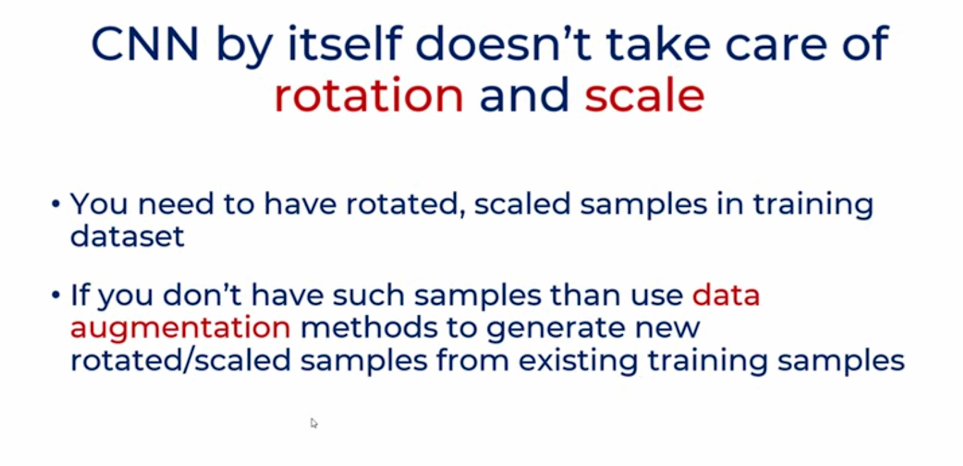 CNN by itself doesn't take care of
rotation and scale
• You need to have rotated, scaled samples in training
dataset
• If you don't have such samples than use data
augmentation methods to generate new
rotated/scaled samples from existing training samples